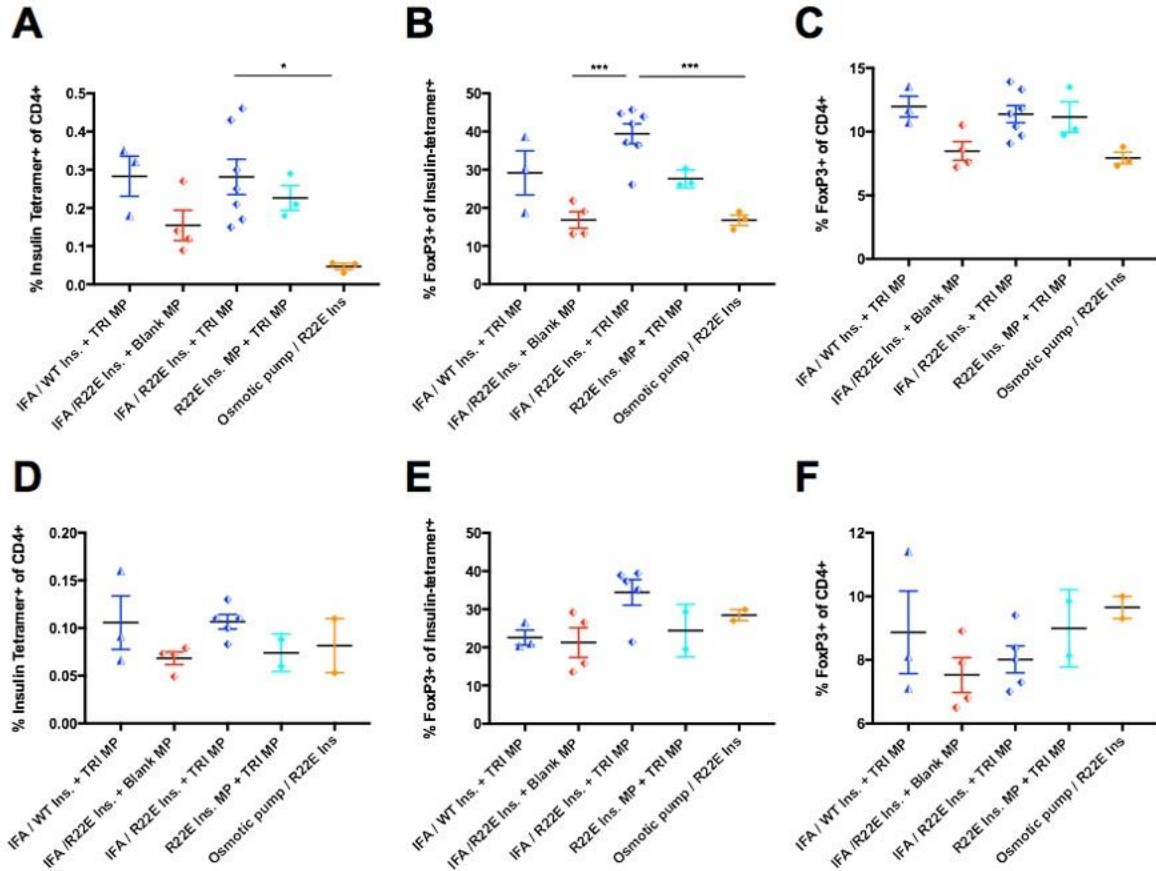 A
*
% Insulin Tetramer+ of CD4+
0.5
0.4
0.3
0.2
0.1
0.0
IFA / WT Ins. + TRI MP
IFA /R22E Ins. + Blank MP
IFA / R22E Ins. + TRI MP
R22E Ins. MP + TRI MP
Osmotic pump / R22E Ins
B
*** ***
% FoxP3+ of Insulin-tetramer+
50
40
30
20
10
0
IFA / WT Ins. + TRI MP
IFA /R22E Ins. + Blank MP
IFA / R22E Ins. + TRI MP
R22E Ins. MP + TRI MP
Osmotic pump / R22E Ins
C
% FoxP3+ of CD4+
15
10
5
0
IFA / WT Ins. + TRI MP
IFA /R22E Ins. + Blank MP
IFA / R22E Ins. + TRI MP
R22E Ins. MP + TRI MP
Osmotic pump / R22E Ins
D
% Insulin Tetramer+ of CD4+
0.20
0.15
0.10
0.05
0.00
IFA / WT Ins. + TRI MP
IFA /R22E Ins. + Blank MP
IFA / R22E Ins. + TRI MP
R22E Ins. MP + TRI MP
Osmotic pump / R22E Ins
E
% FoxP3+ of Insulin-tetramer+
50
40
30
20
10
0
IFA / WT Ins. + TRI MP
IFA /R22E Ins. + Blank MP
IFA / R22E Ins. + TRI MP
R22E Ins. MP + TRI MP
Osmotic pump / R22E Ins
F
% FoxP3+ of CD4+
12
10
8
6
IFA / WT Ins. + TRI MP
IFA /R22E Ins. + Blank MP
IFA / R22E Ins. + TRI MP
R22E Ins. MP + TRI MP
Osmotic pump / R22E Ins